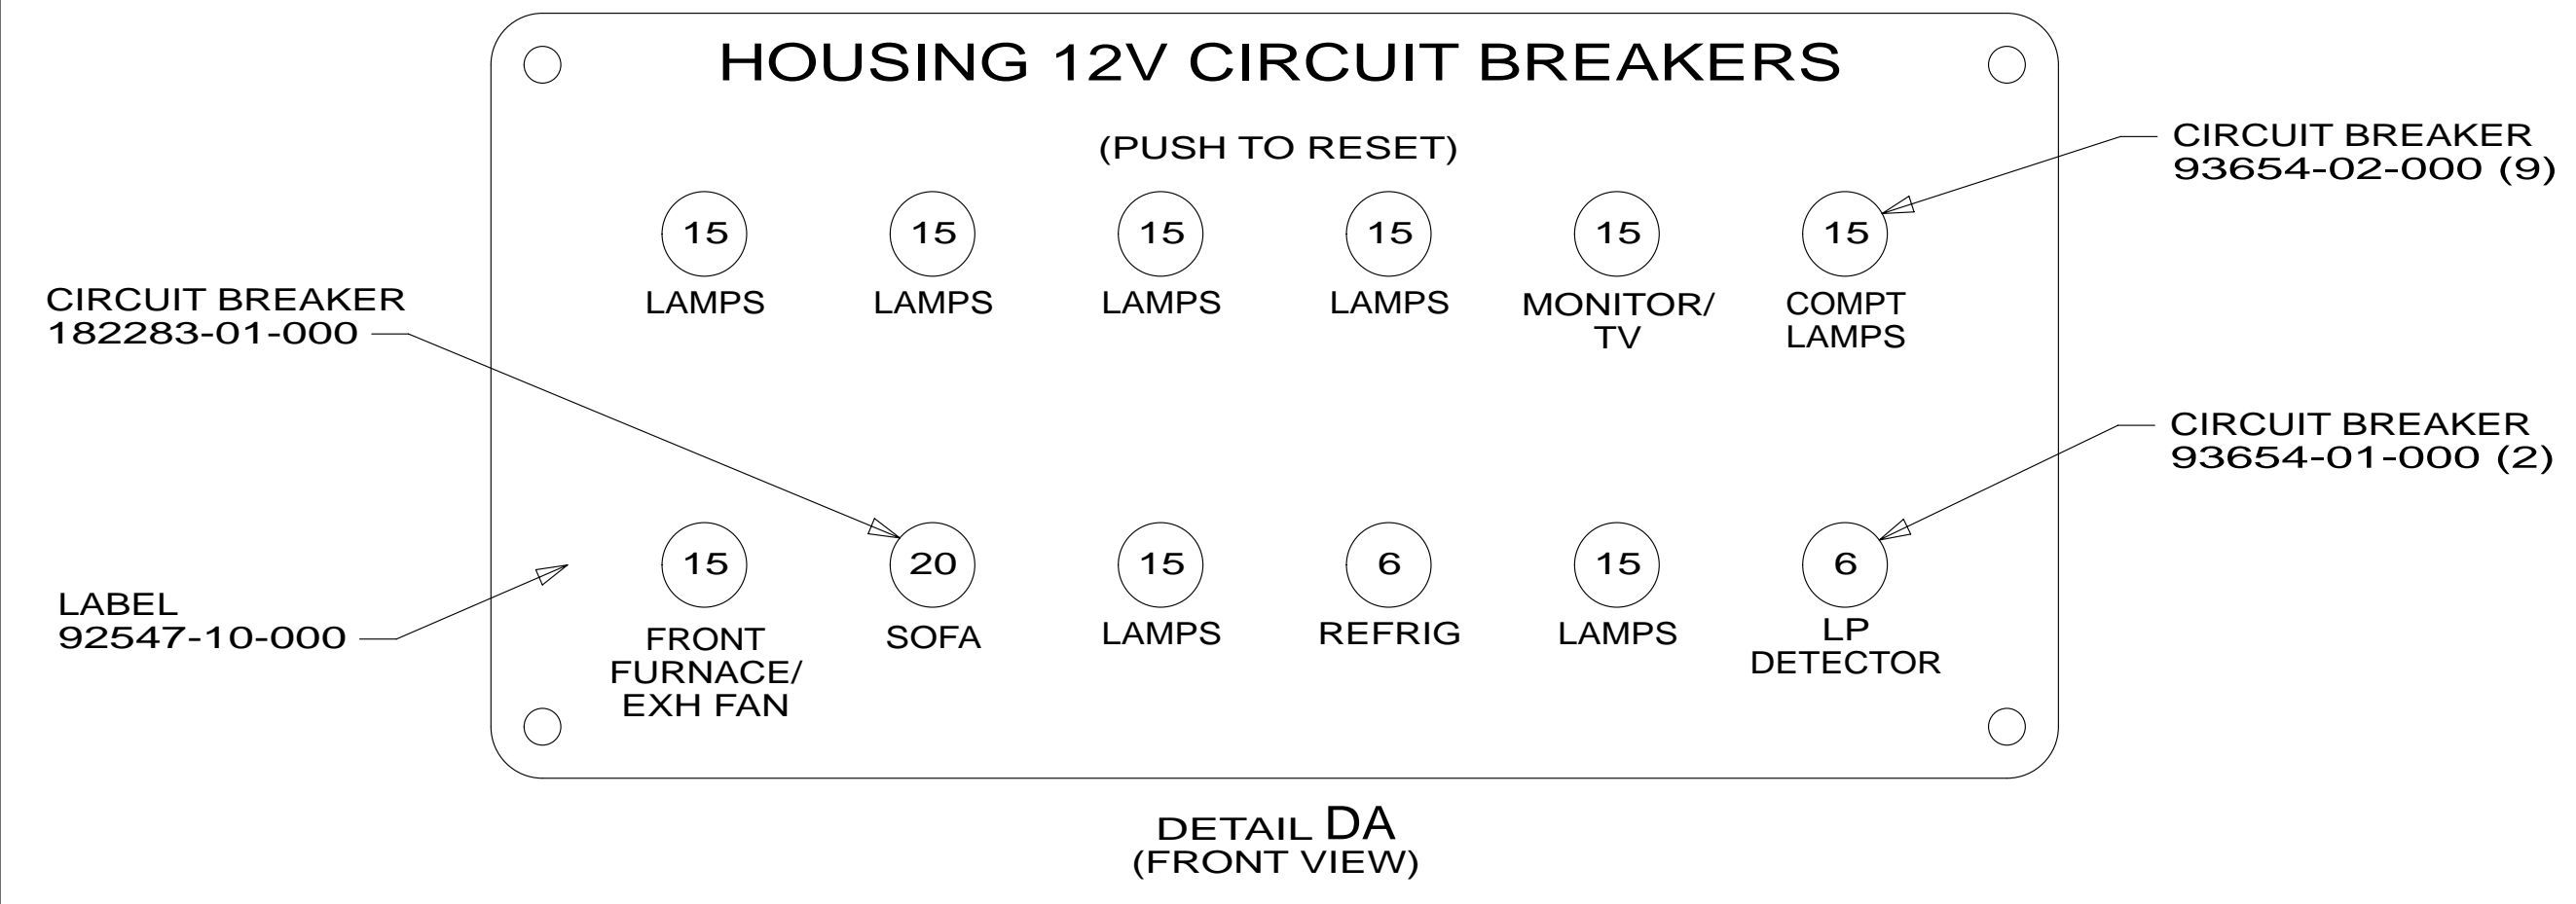 HOUSING 12V CIRCUIT BREAKERS
(PUSH TO RESET)
CIRCUIT BREAKER
93654-02-000 (9)
15 15 15 15 15 15
LAMPS LAMPS LAMPS LAMPS MONITOR/ COMPT
TV LAMPS
CIRCUIT BREAKER
182283-01-000
CIRCUIT BREAKER
93654-01-000 (2)
15 20 15 6 15 6
FRONT SOFA LAMPS REFRIG LAMPS LP
FURNACE/ DETECTOR
EXH FAN
LABEL
92547-10-000
DETAIL DA
(FRONT VIEW)